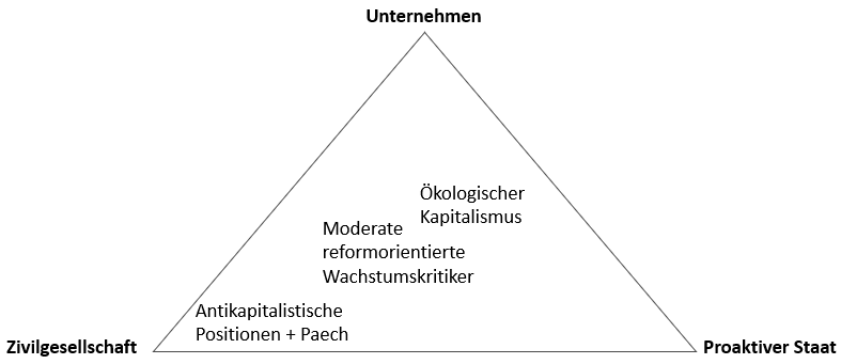 Unternehmen
Ökologischer
Kapitalismus
Moderate
reformorientierte
Wachstumskritiker
Antikapitalistische
Positionen + Paech
Zivilgesellschaft
Proaktiver Staat